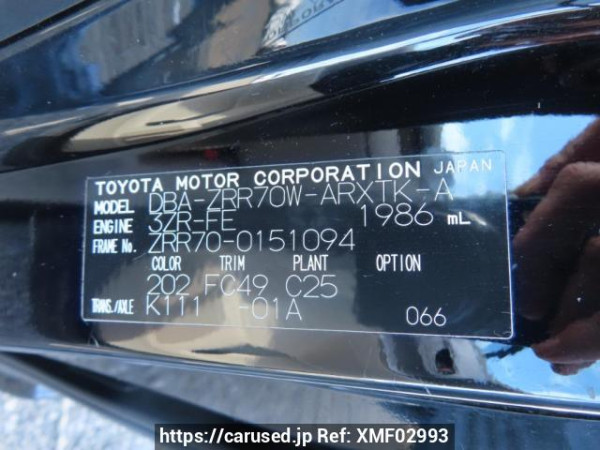 TOYOTA MOTOR CORPORATION JAPAN
MODEL DBA-ZRR70W-ARXTK-A
ENGINE 3ZR-FE 1986 mL
FRAME No. ZRR70-0151094
COLOR TRIM PLANT OPTION
202 FC49 C25
TRANS./AXLE K111 -01A 066
https://carused.jp Ref: XMF02993